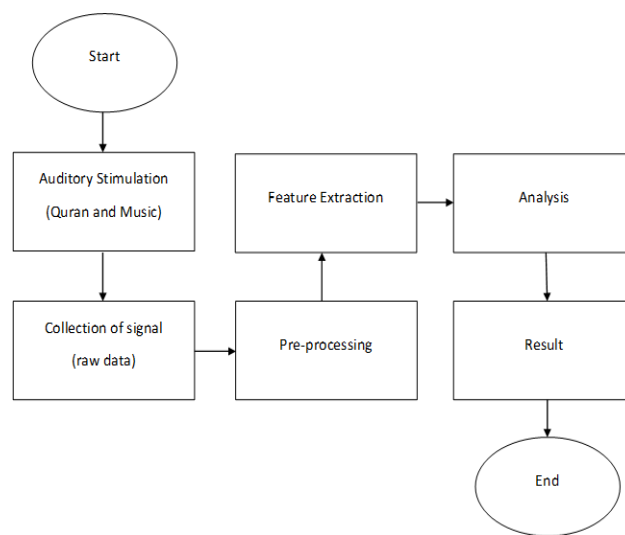 Start
Auditory Stimulation
(Quran and Music)
Collection of signal
(raw data)
Pre-processing
Feature Extraction
Analysis
Result
End